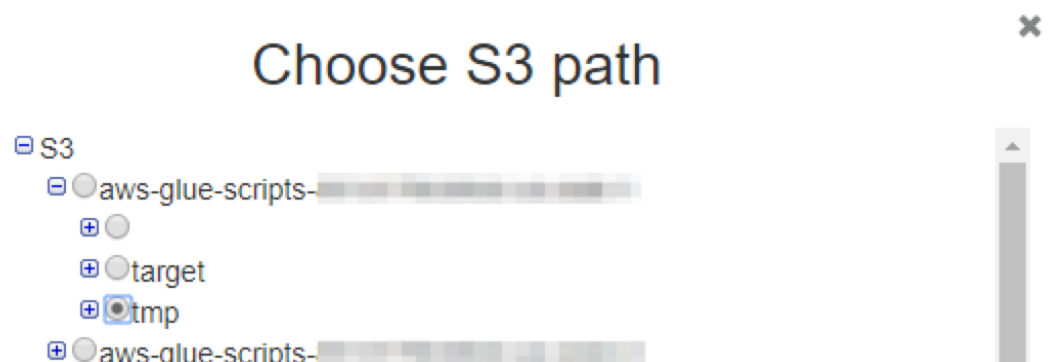 Choose S3 path
S3
aws-glue-scripts-
target
tmp
aws-glue-scripts-